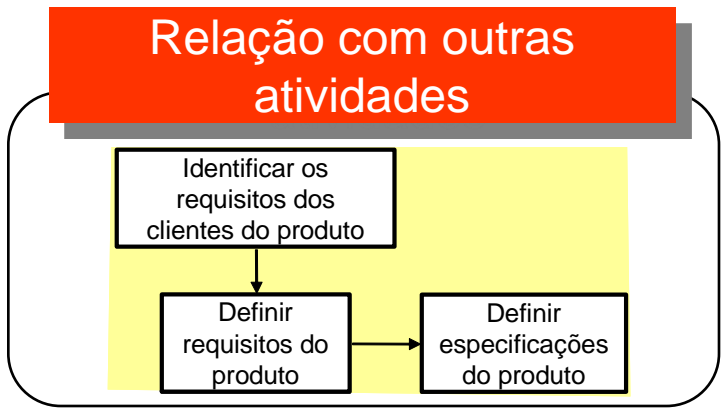 Relação com outras
atividades
Identificar os
requisitos dos
clientes do produto
Definir
requisitos do
produto
Definir
especificações
do produto